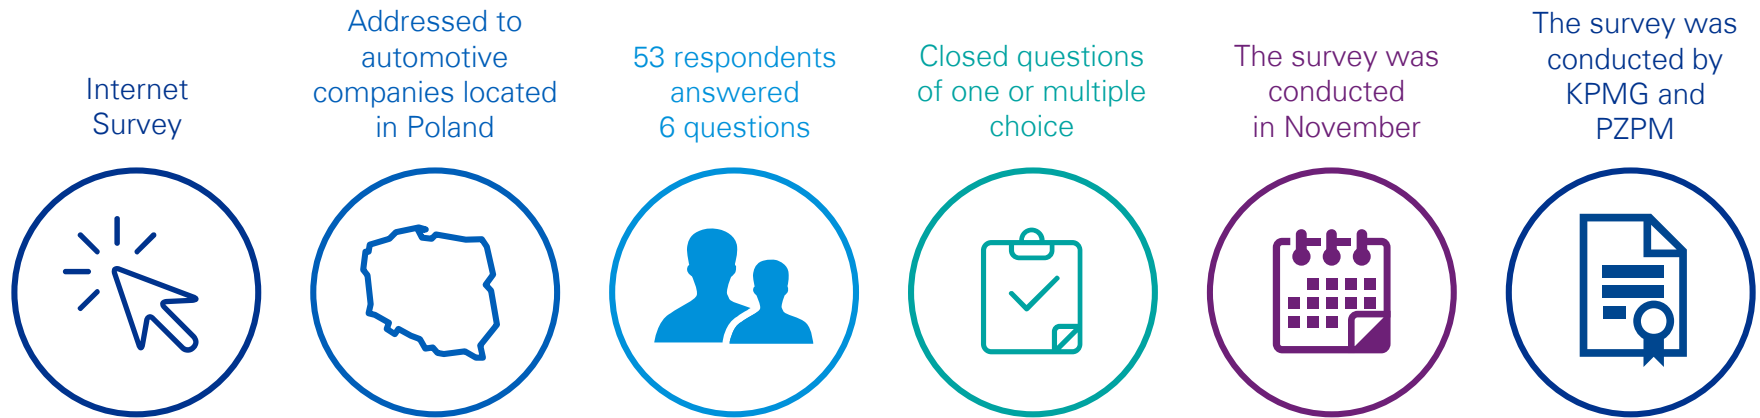 Internet
Survey
Addressed to
automotive
companies located
in Poland
53 respondents
answered
6 questions
Closed questions
of one or multiple
choice
The survey was
conducted
in November
The survey was
conducted by
KPMG and
PZPM